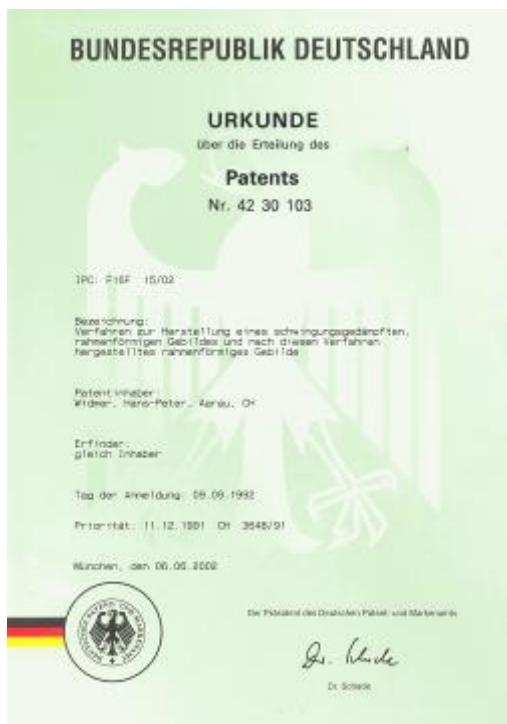 BUNDESREPUBLIK DEUTSCHLAND
URKUNDE
über die Erteilung des
Patents
Nr. 42 30 103
IPC: F16F 15/02
Bezeichnung:
Verfahren zur Herstellung eines schwingungsgedämpften,
rahmenförmigen Gebildes und nach diesem Verfahren
hergestelltes rahmenförmiges Gebilde
Patentinhaber:
Widmer, Hans-Peter, Aarau, CH
Erfinder:
gleich Inhaber
Tag der Anmeldung: 09.09.1992
Priorität: 11.12.1991 CH 3648/91
München, den 06.06.2002
Der Präsident des Deutschen Patent- und Markenamts
Dr. Schade
Dr. Schade